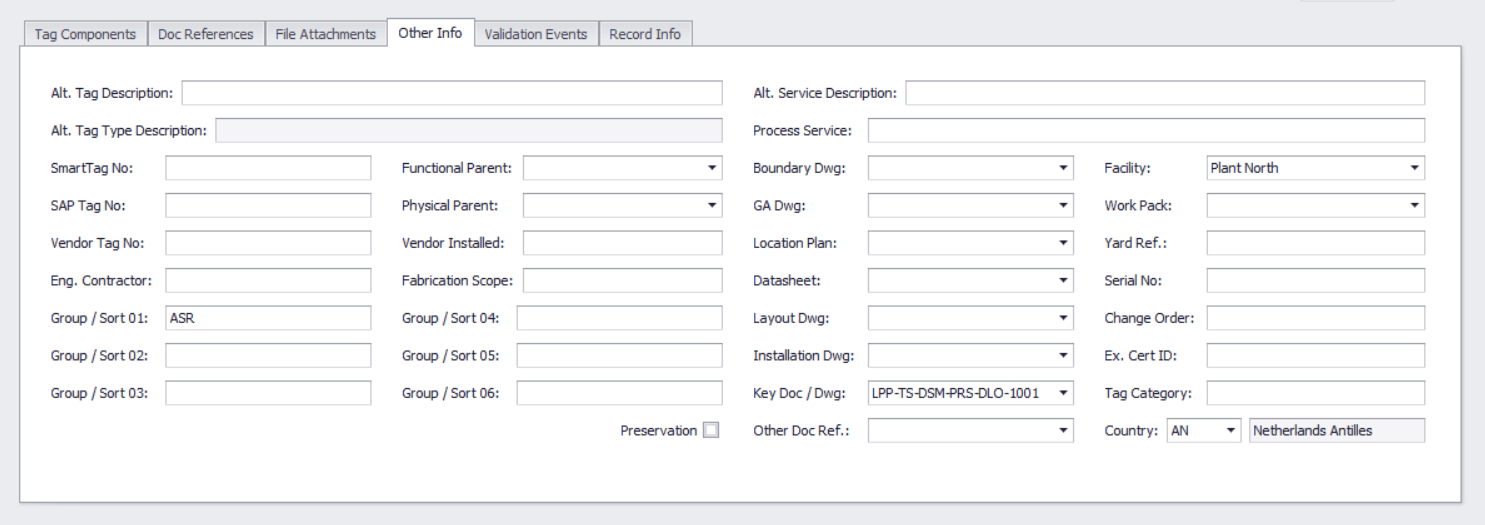 Tag Components Doc References File Attachments Other Info Validation Events Record Info
Alt. Tag Description: Alt. Service Description:
Alt. Tag Type Description: Process Service:
SmartTag No: Functional Parent: Boundary Dwg: Facility: Plant North
SAP Tag No: Physical Parent: GA Dwg: Work Pack:
Vendor Tag No: Vendor Installed: Location Plan: Yard Ref.:
Eng. Contractor: Fabrication Scope: Datasheet: Serial No:
Group / Sort 01: ASR Group / Sort 04: Layout Dwg: Change Order:
Group / Sort 02: Group / Sort 05: Installation Dwg: Ex. Cert ID:
Group / Sort 03: Group / Sort 06: Key Doc / Dwg: LPP-TS-DSM-PRS-DLO-1001 Tag Category:
Preservation Other Doc Ref.: Country: AN Netherlands Antilles